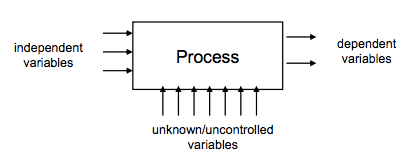 independent
variables
Process
dependent
variables
unknown/uncontrolled
variables